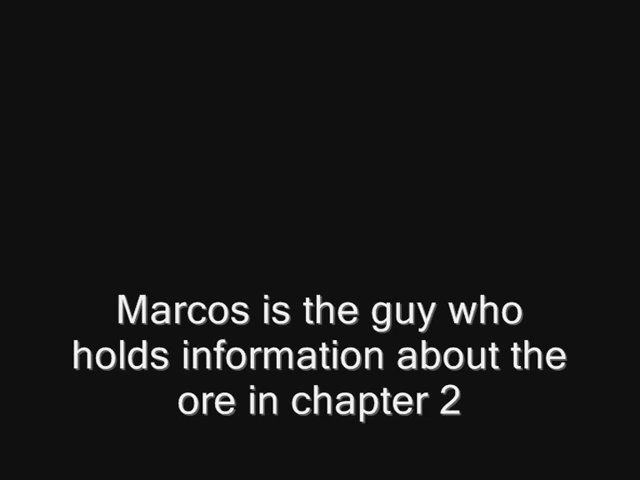 Marcos is the guy who
holds information about the
ore in chapter 2